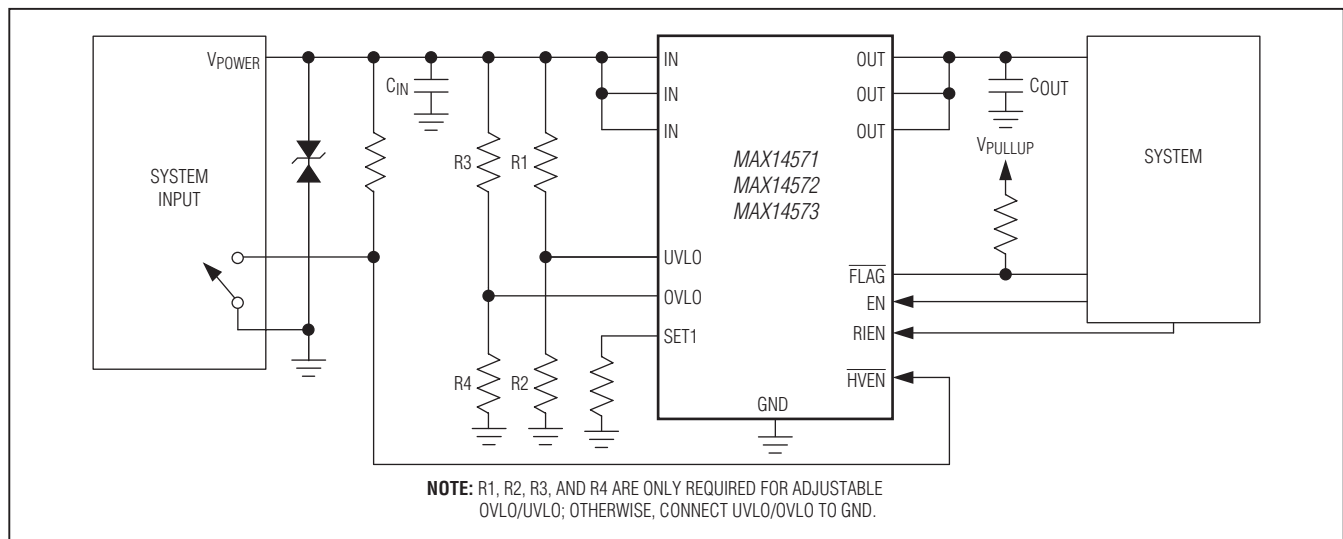 VPOWER
SYSTEM
INPUT
CIN
R3
R1
R4
R2
IN
IN
IN
UVLO
OVLO
SET1
MAX14571
MAX14572
MAX14573
GND
OUT
OUT
OUT
FLAG
EN
RIEN
HVEN
COUT
VPULLUP
SYSTEM
NOTE: R1, R2, R3, AND R4 ARE ONLY REQUIRED FOR ADJUSTABLE
OVLO/UVLO; OTHERWISE, CONNECT UVLO/OVLO TO GND.